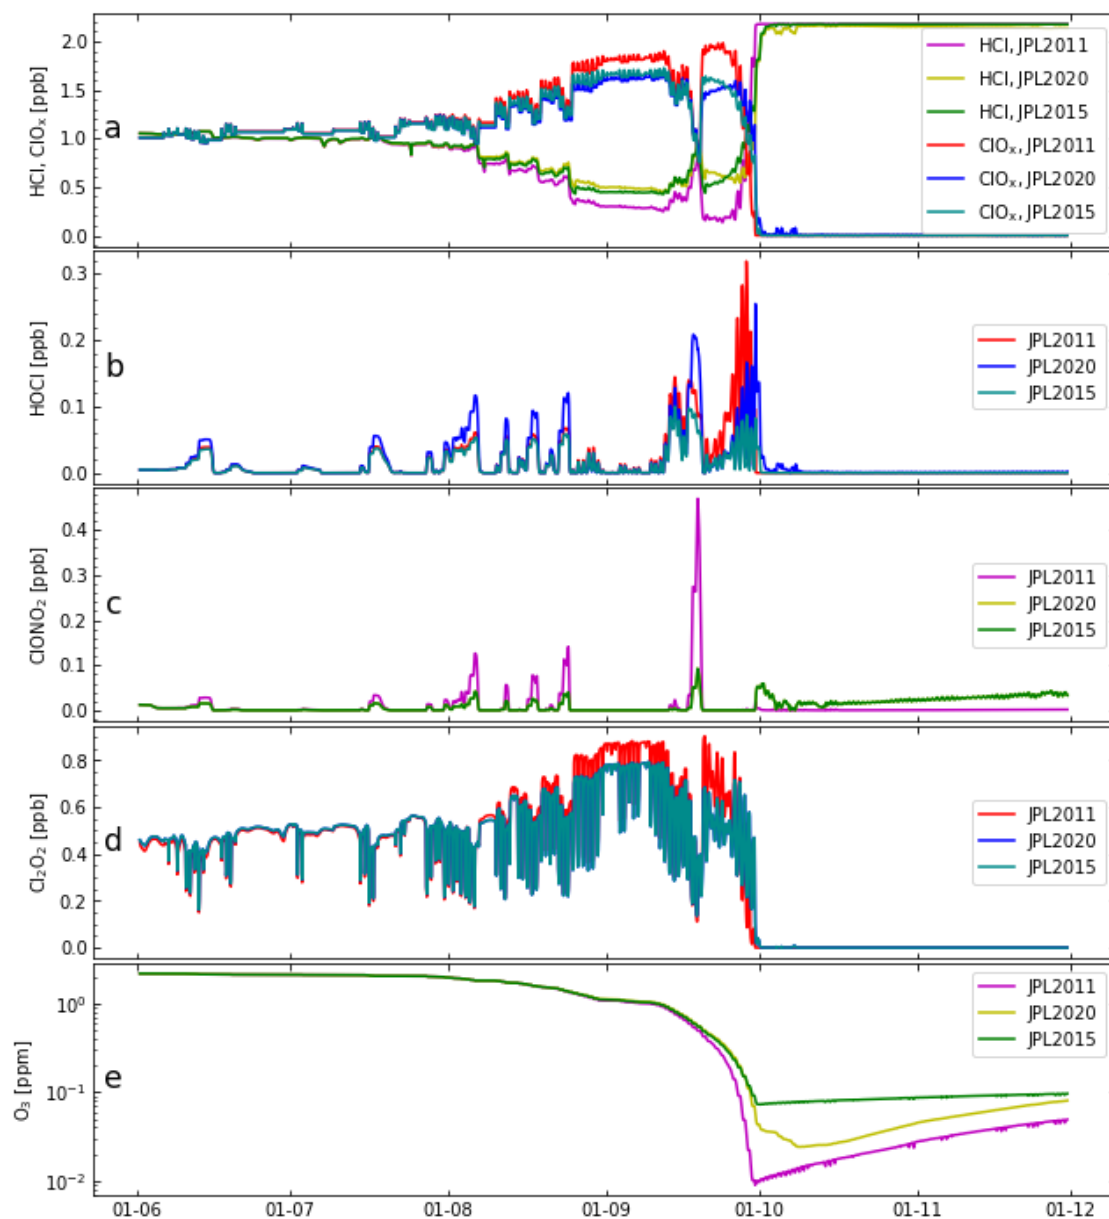 2.0
1.5
1.0
0.5
0.0
HCl, ClOₓ [ppb]
a
HCl, JPL2011
HCl, JPL2020
HCl, JPL2015
ClOₓ, JPL2011
ClOₓ, JPL2020
ClOₓ, JPL2015
0.3
0.2
0.1
0.0
HOCl [ppb]
b
JPL2011
JPL2020
JPL2015
0.4
0.3
0.2
0.1
0.0
ClONO₂ [ppb]
c
JPL2011
JPL2020
JPL2015
0.8
0.6
0.4
0.2
0.0
Cl₂O₂ [ppb]
d
JPL2011
JPL2020
JPL2015
10⁰
10⁻¹
10⁻²
O₃ [ppm]
e
JPL2011
JPL2020
JPL2015
01-06 01-07 01-08 01-09 01-10 01-11 01-12